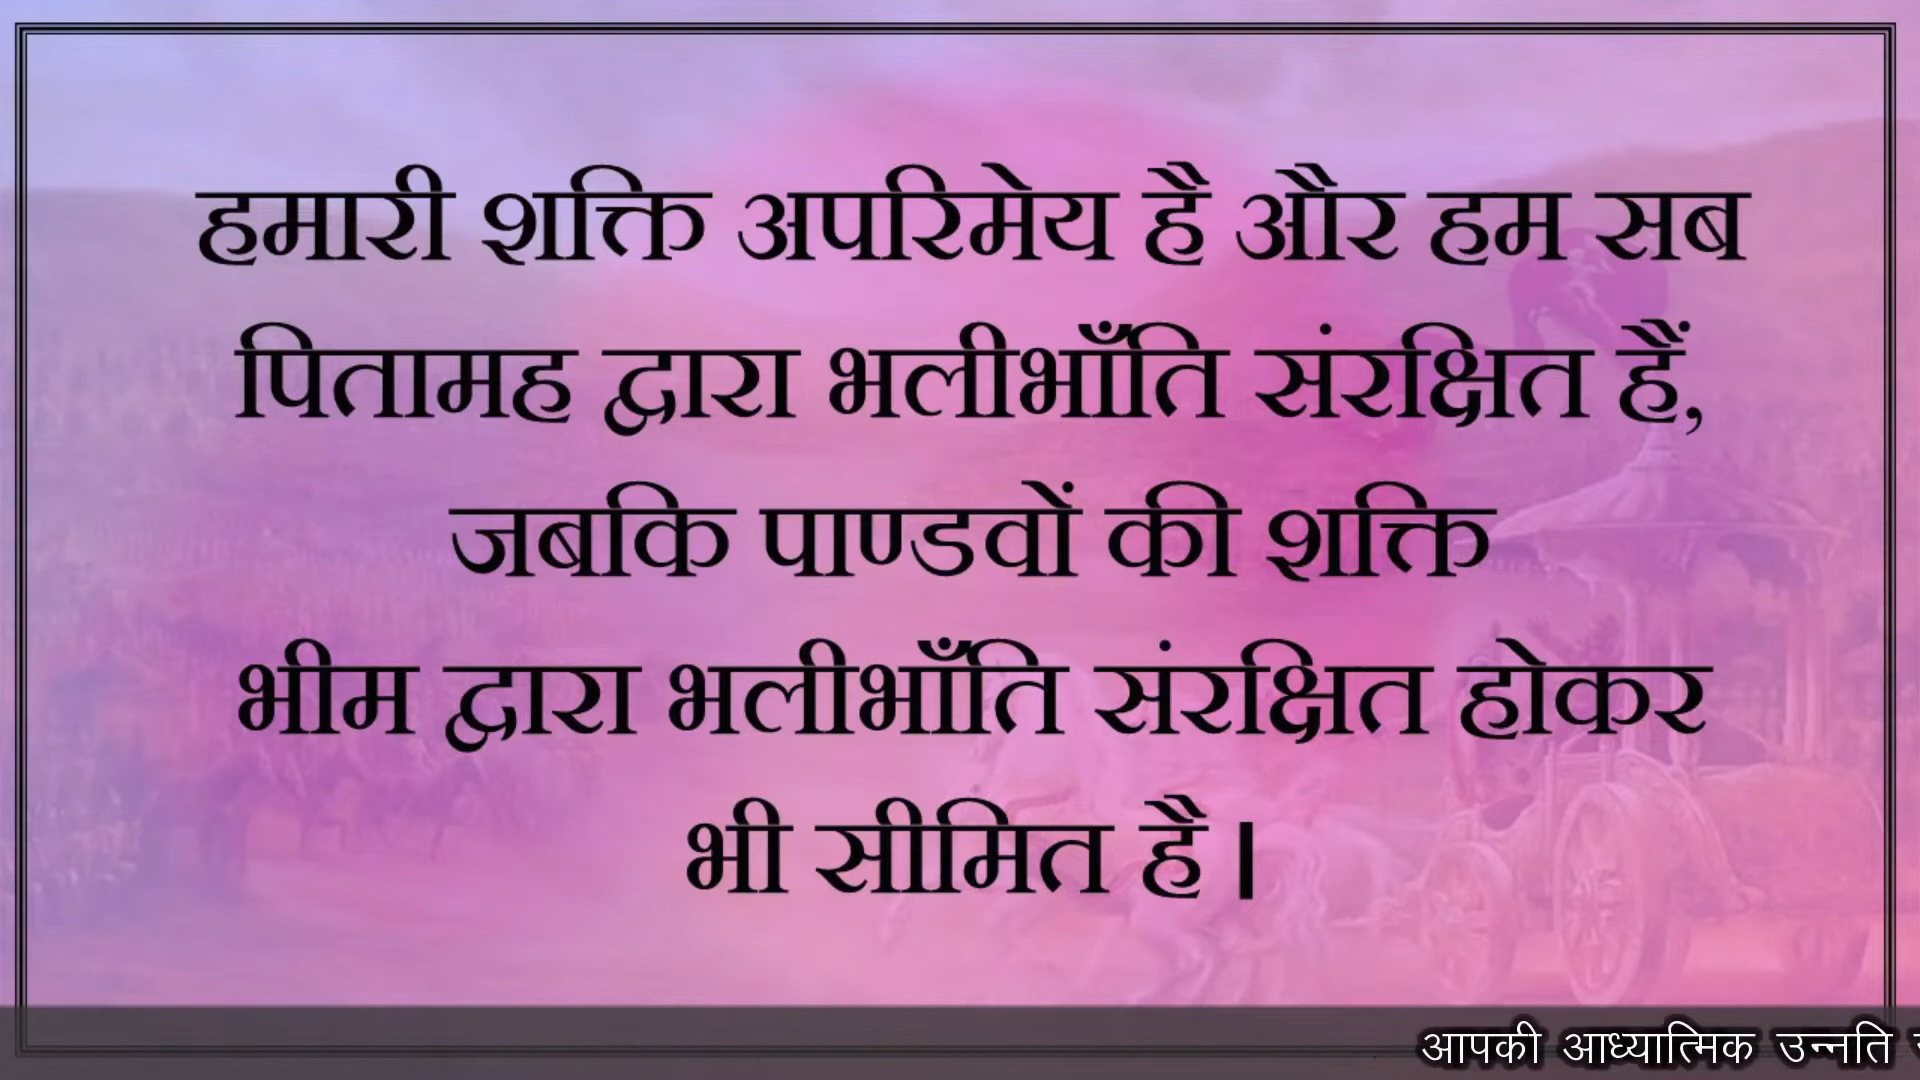 हमारी शक्ति अपरिमेय है और हम सब
पितामह द्वारा भलीभाँति संरक्षित हैं,
जबकि पाण्डवों की शक्ति
भीम द्वारा भलीभाँति संरक्षित होकर
भी सीमित है।
आपकी आध्यात्मिक उन्नति